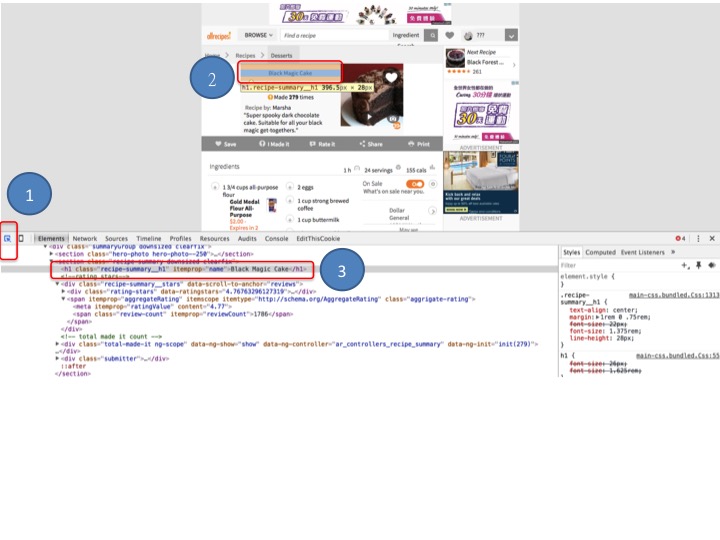 30天 免費
allrecipes!
BROWSE
Find a recipe
Ingredient
Search
???
Home > Recipes > Desserts
Next Recipe
Black Forest...
261
2
Black Magic Cake
h1.recipe-summary__h1 396.5px × 28px
Made 279 times
Recipe by: Marsha
"Super spooky dark chocolate
cake. Suitable for all your black
magic get-togethers."
Save
I Made it
Rate it
Share
Print
30天
免費
ADVERTISEMENT
Ingredients
1 h
24 servings
155 cals
1 3/4 cups all-purpose
flour
Gold Medal
Flour All-
Purpose
$2.00 -
Expires in 2
2 eggs
1 cup strong brewed
coffee
1 cup buttermilk
On Sale
What's on sale near you.
Dollar
General
May we
ADVERTISEMENT
1
Elements
Network
Sources
Timeline
Profiles
Resources
Audits
Console
EditThisCookie
4
<div class="summaryGroup downsized clearfix">
<section class="hero-photo hero-photo--250">…</section>
<section class="recipe-summary downsized clearfix">
<h1 class="recipe-summary__h1" itemprop="name">Black Magic Cake</h1>
3
<!--rating stars-->
<div class="recipe-summary__stars" data-scroll-to-anchor="reviews">
<div class="rating-stars" data-ratingstars="4.76763296127319">…</div>
<span itemprop="aggregateRating" itemscope itemtype="http://schema.org/AggregateRating" class="aggrigate-rating">
<meta itemprop="ratingValue" content="4.77">
<span class="review-count" itemprop="reviewCount">1786</span>
</span>
</div>
<!-- total made it count -->
<div class="total-made-it ng-scope" data-ng-show="show" data-ng-controller="ar_controllers_recipe_summary" data-ng-init="init(279)">
…</div>
<div class="submitter">…</div>
::after
</section>
Styles
Computed
Event Listeners
»
Filter
element.style {
}
.recipe-
summary__h1 {
main-css.bundled.Css:1313
text-align: center;
margin: 1rem 0 .75rem;
font-size: 22px;
font-size: 1.375rem;
line-height: 28px;
}
h1 {
main-css.bundled.Css:55
font-size: 26px;
font-size: 1.625rem;